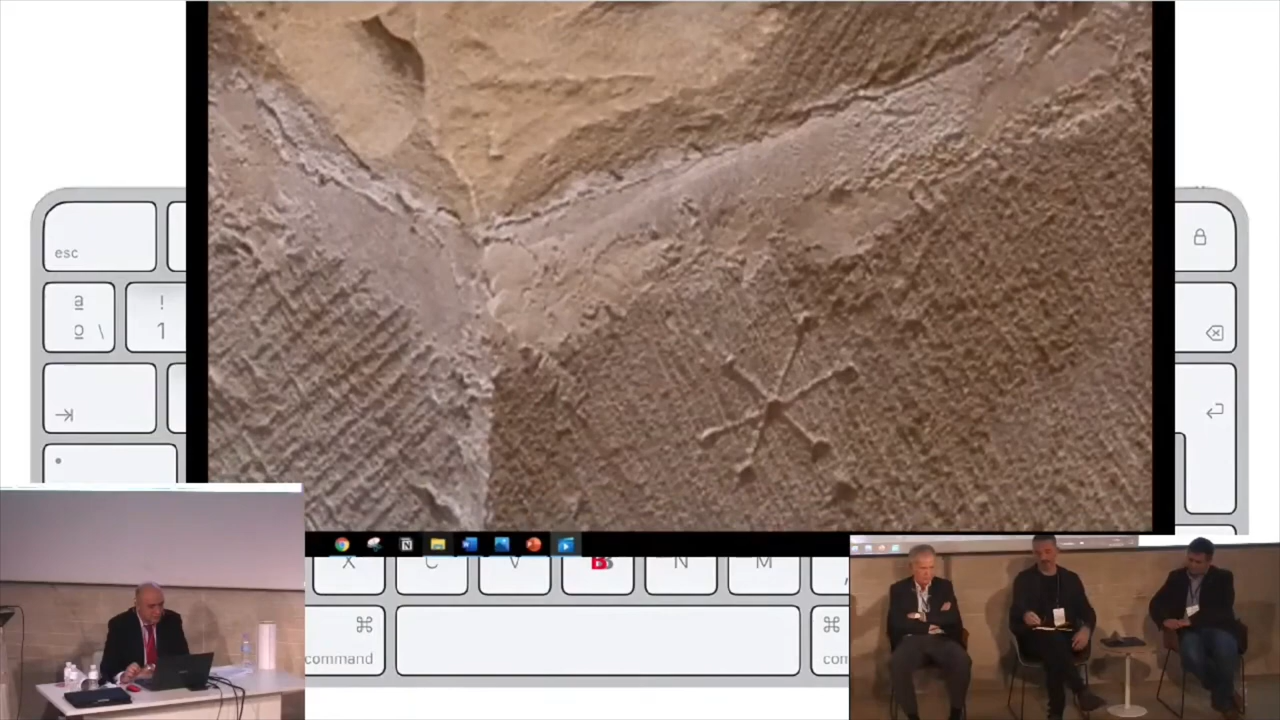 esc
ª
º \
!
1
N
W
P
X C V B N M ,
⌘ ⌘
command com